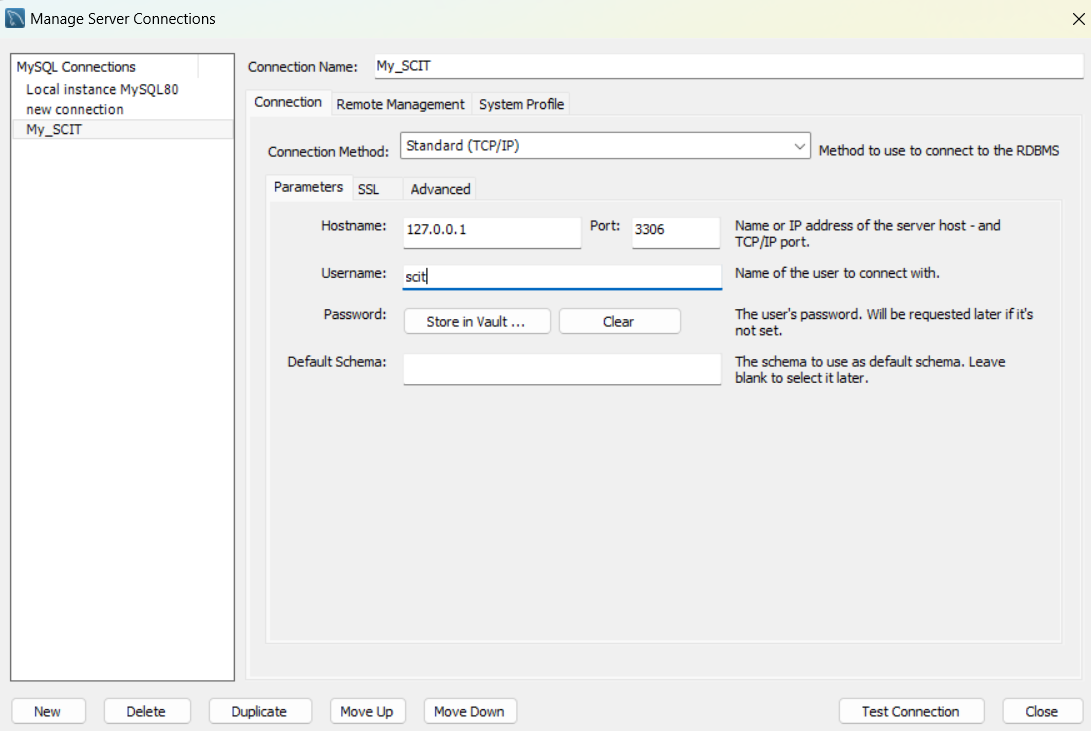 Manage Server Connections
MySQL Connections
Local instance MySQL80
new connection
My_SCIT
Connection Name: My_SCIT
Connection Remote Management System Profile
Connection Method: Standard (TCP/IP) Method to use to connect to the RDBMS
Parameters SSL Advanced
Hostname: 127.0.0.1 Port: 3306 Name or IP address of the server host - and
TCP/IP port.
Username: scit Name of the user to connect with.
Password: Store in Vault ... Clear The user's password. Will be requested later if it's
not set.
Default Schema: The schema to use as default schema. Leave
blank to select it later.
New Delete Duplicate Move Up Move Down Test Connection Close